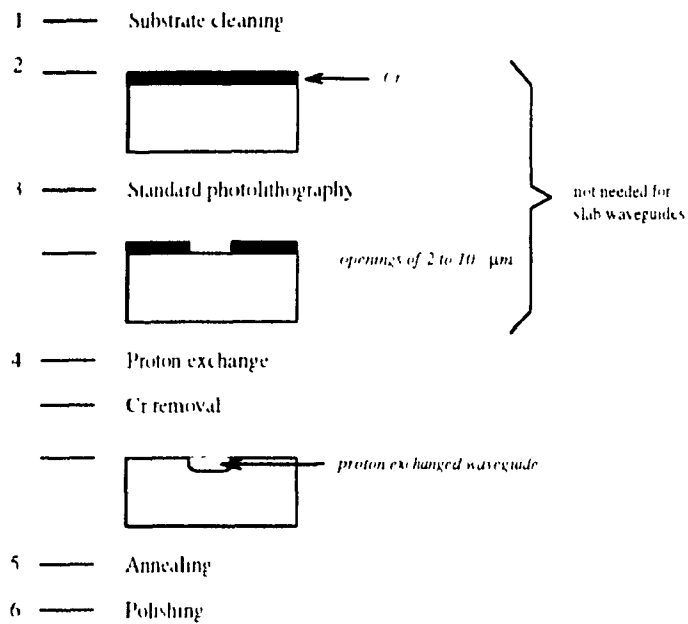 1 Substrate cleaning
2
Cr
3 Standard photolithography
not needed for
slab waveguides
openings of 2 to 10 μm
4 Proton exchange
Cr removal
proton exchanged waveguide
5 Annealing
6 Polishing